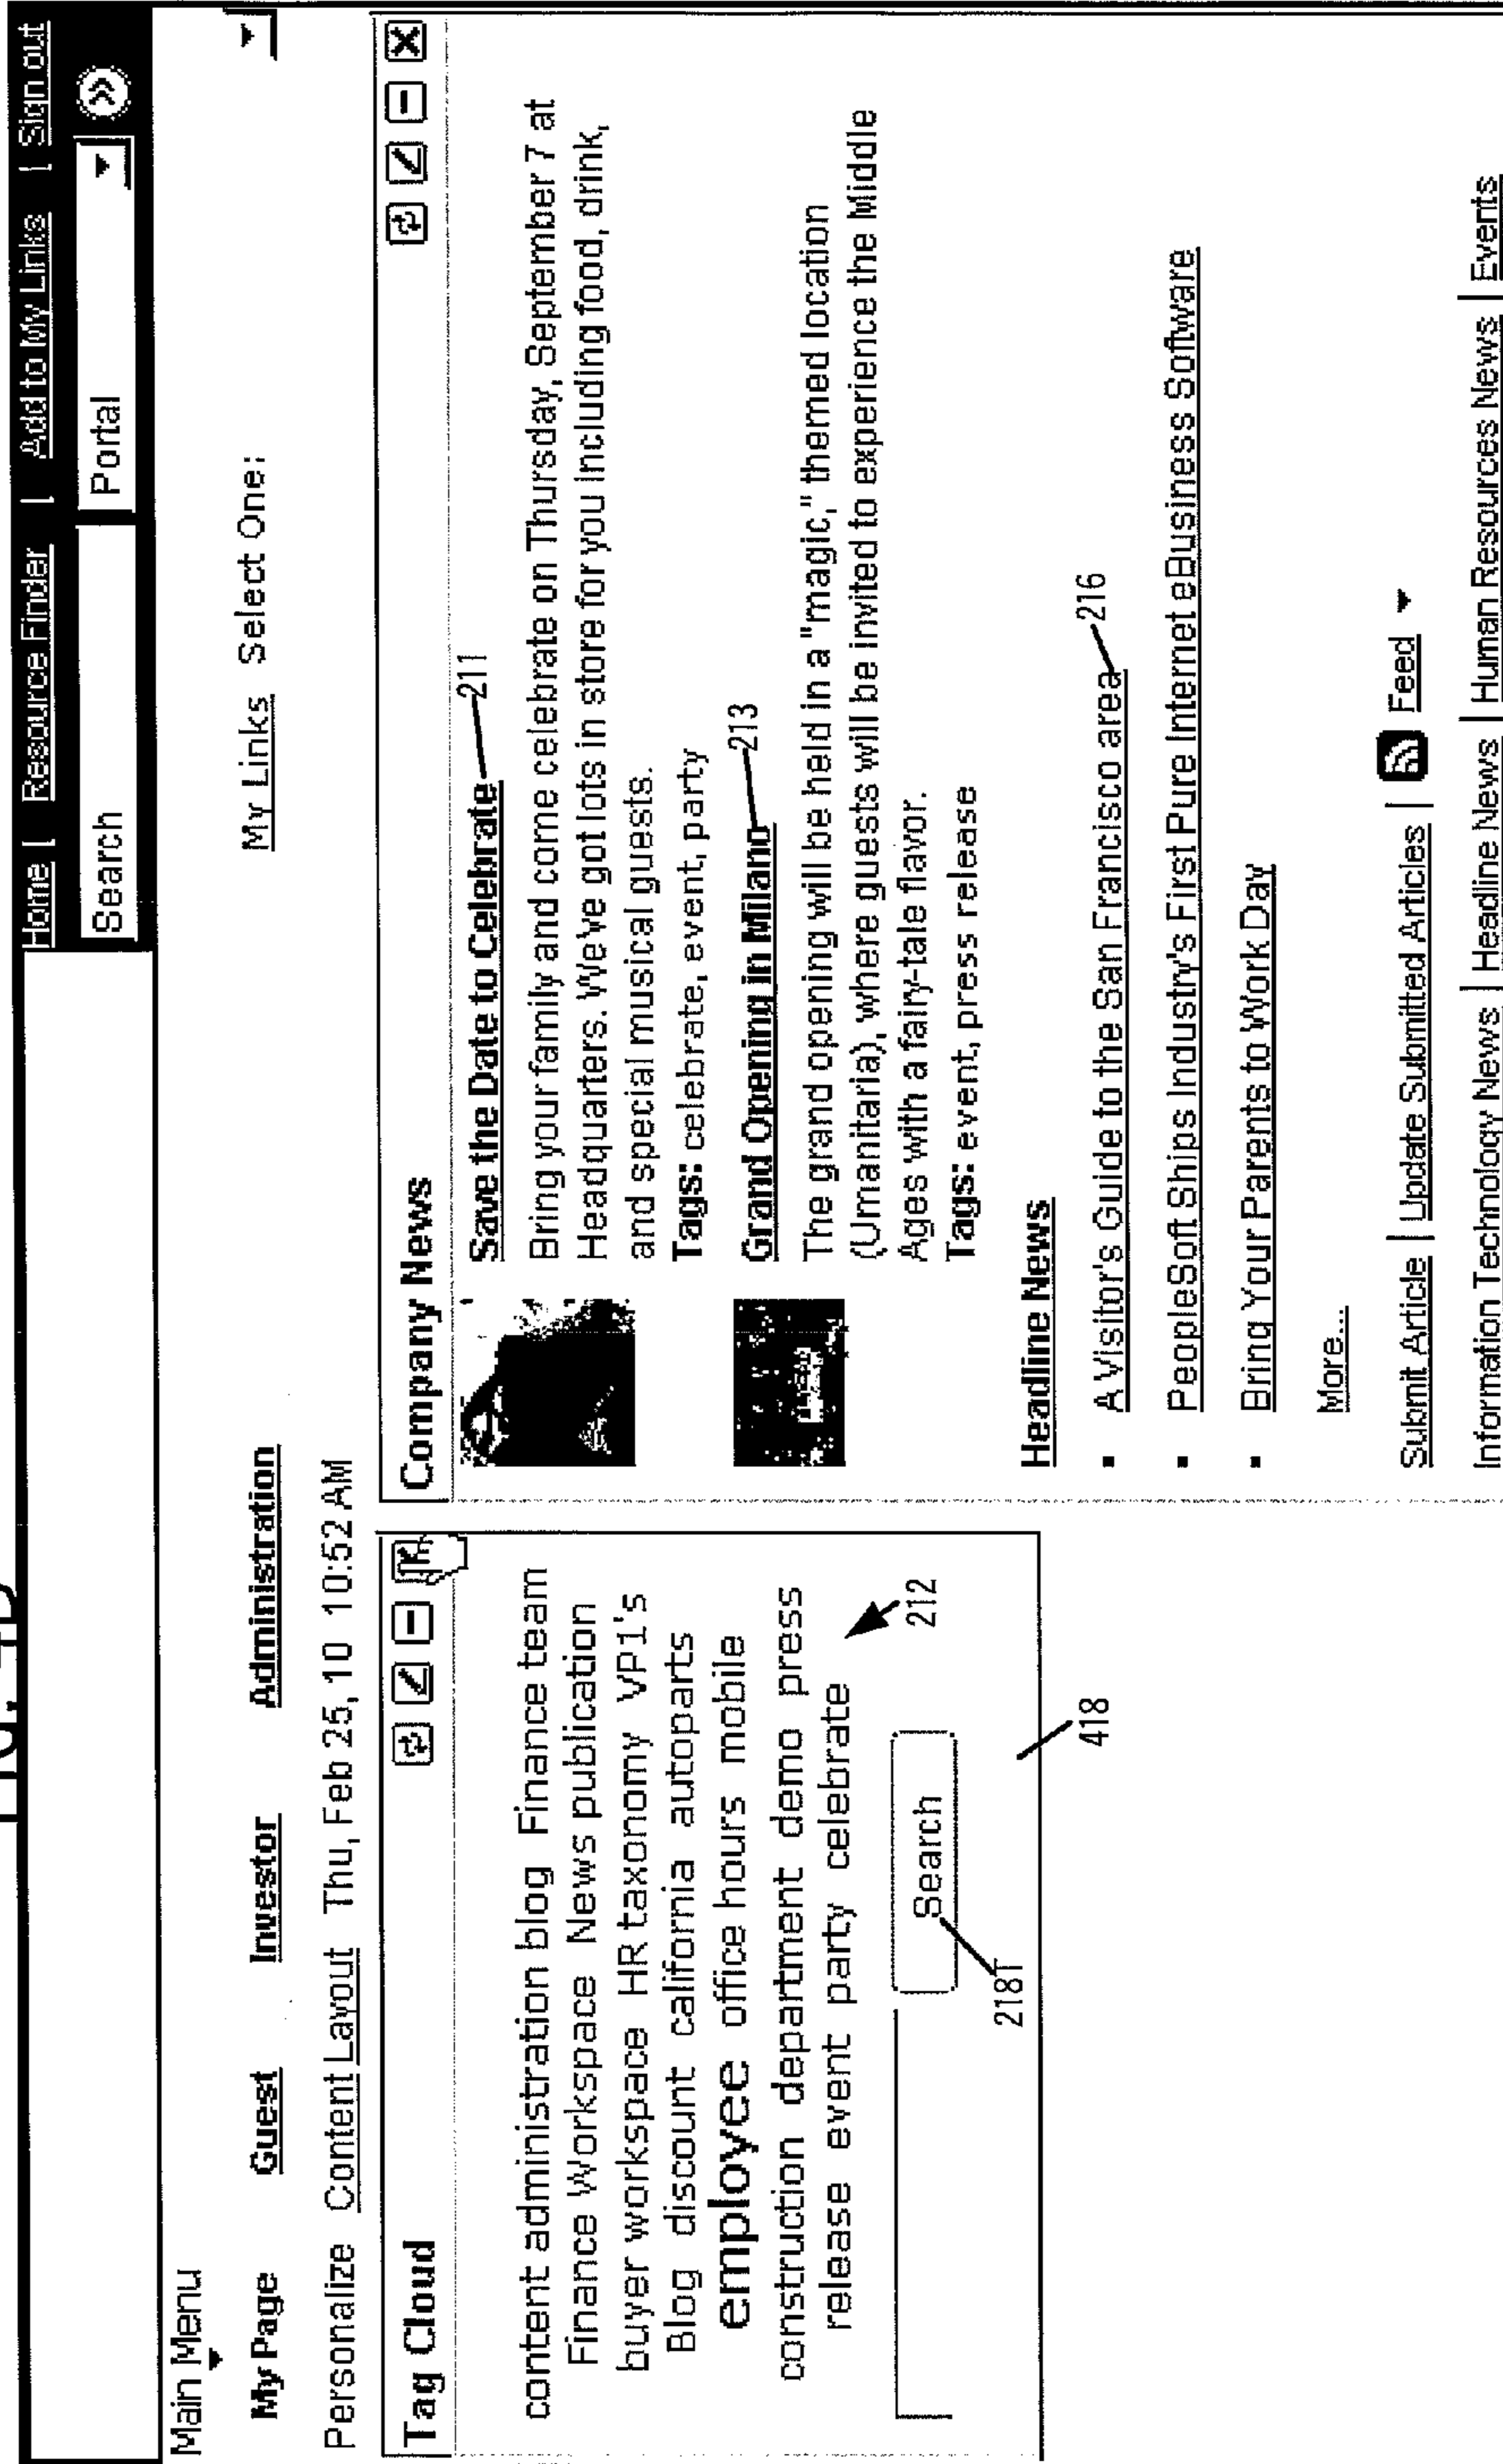 Home | Resource Finder | Add to My Links | Sign out
Search Portal
Main Menu
My Links Select One:
My Page Guest Investor Administration
Personalize Content Layout Thu, Feb 25, 10 10:52 AM
Tag Cloud
content administration blog Finance team
Finance Workspace News publication
buyer workspace HR taxonomy VP1's
Blog discount california autoparts
employee office hours mobile
construction department demo press
release event party celebrate
212
Search
218T
418
Company News
Save the Date to Celebrate 211
Bring your family and come celebrate on Thursday, September 7 at
Headquarters. We've got lots in store for you including food, drink,
and special musical guests.
Tags: celebrate, event, party
Grand Opening in Milano 213
The grand opening will be held in a "magic," themed location
(Umanitaria), where guests will be invited to experience the Middle
Ages with a fairy-tale flavor.
Tags: event, press release
Headline News
▪ A Visitor's Guide to the San Francisco area 216
▪ PeopleSoft Ships Industry's First Pure Internet eBusiness Software
▪ Bring Your Parents to Work Day
More...
Submit Article | Update Submitted Articles | Feed
Information Technology News | Headline News | Human Resources News | Events